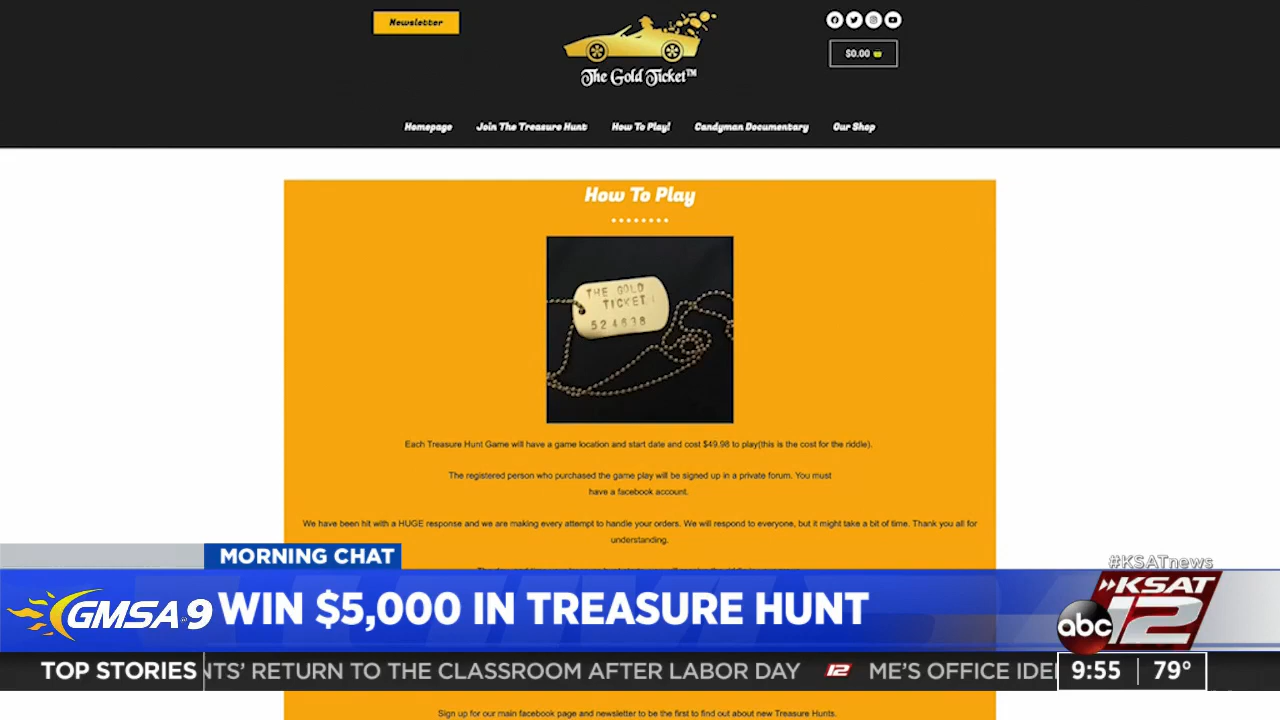 Newsletter
The Gold Ticket™
$0.00
Homepage
Join The Treasure Hunt
How To Play!
Candyman Documentary
Our Shop
How To Play
THE GOLD
TICKET
524638
Each Treasure Hunt Game will have a game location and start date and cost $49.98 to play(this is the cost for the riddle).
The registered person who purchased the game play will be signed up in a private forum. You must
have a facebook account.
We have been hit with a HUGE response and we are making every attempt to handle your orders. We will respond to everyone, but it might take a bit of time. Thank you all for
understanding.
MORNING CHAT
#KSATnews
GMSA 9
WIN $5,000 IN TREASURE HUNT
abc
KSAT
12
TOP STORIES
NTS' RETURN TO THE CLASSROOM AFTER LABOR DAY
12
ME'S OFFICE IDE
9:55
79°
Sign up for our main facebook page and newsletter to be the first to find out about new Treasure Hunts.